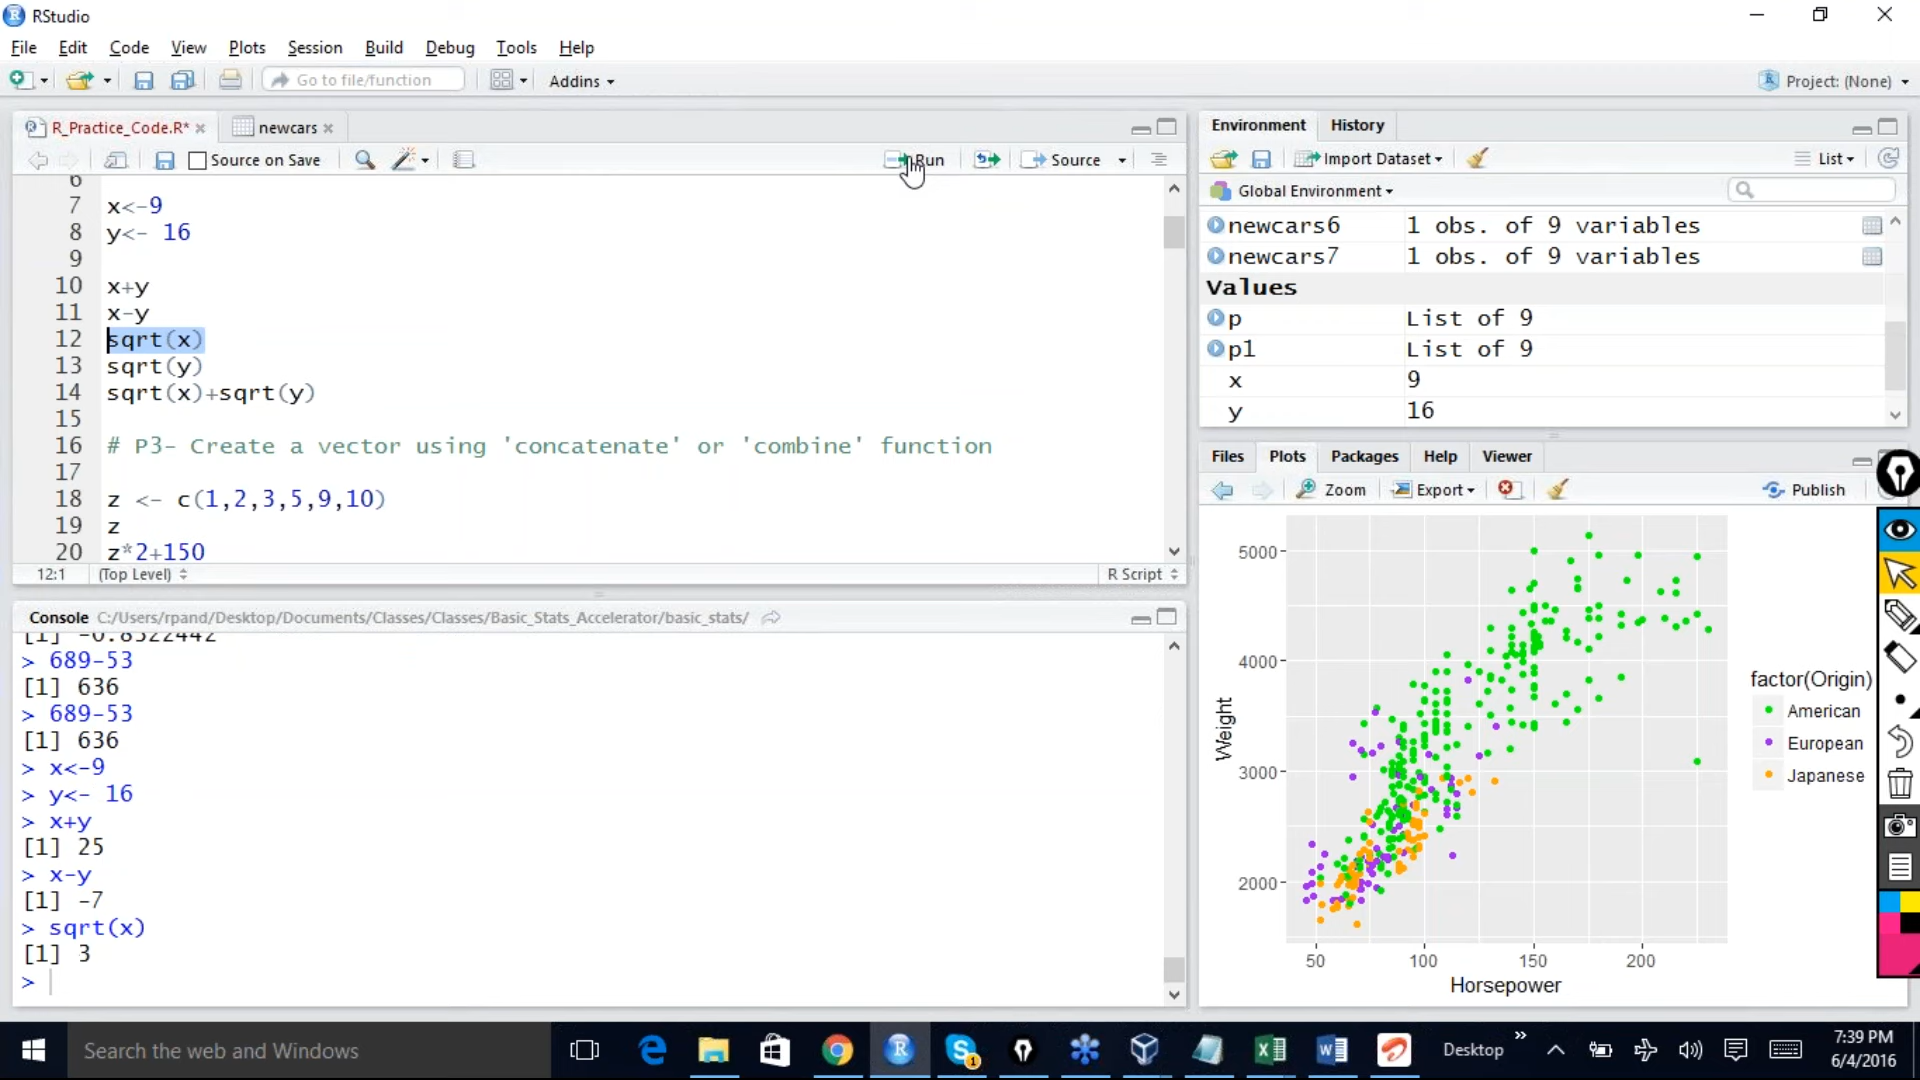 RStudio
File Edit Code View Plots Session Build Debug Tools Help
Go to file/function Addins Project: (None)
R_Practice_Code.R* newcars
Source on Save Run Source
6
7 x<-9
8 y<- 16
9
10 x+y
11 x-y
12 sqrt(x)
13 sqrt(y)
14 sqrt(x)+sqrt(y)
15
16 # P3- Create a vector using 'concatenate' or 'combine' function
17
18 z <- c(1,2,3,5,9,10)
19 z
20 z*2+150
12:1 (Top Level) R Script
Console C:/Users/rpand/Desktop/Documents/Classes/Classes/Basic_Stats_Accelerator/basic_stats/
[1] -0.8522442
> 689-53
[1] 636
> 689-53
[1] 636
> x<-9
> y<- 16
> x+y
[1] 25
> x-y
[1] -7
> sqrt(x)
[1] 3
>
Environment History
Import Dataset List
Global Environment
newcars6 1 obs. of 9 variables
newcars7 1 obs. of 9 variables
Values
p List of 9
p1 List of 9
x 9
y 16
Files Plots Packages Help Viewer
Zoom Export Publish
5000
4000
3000
2000
Weight
50 100 150 200
Horsepower
factor(Origin)
American
European
Japanese
Search the web and Windows
Desktop
7:39 PM
6/4/2016